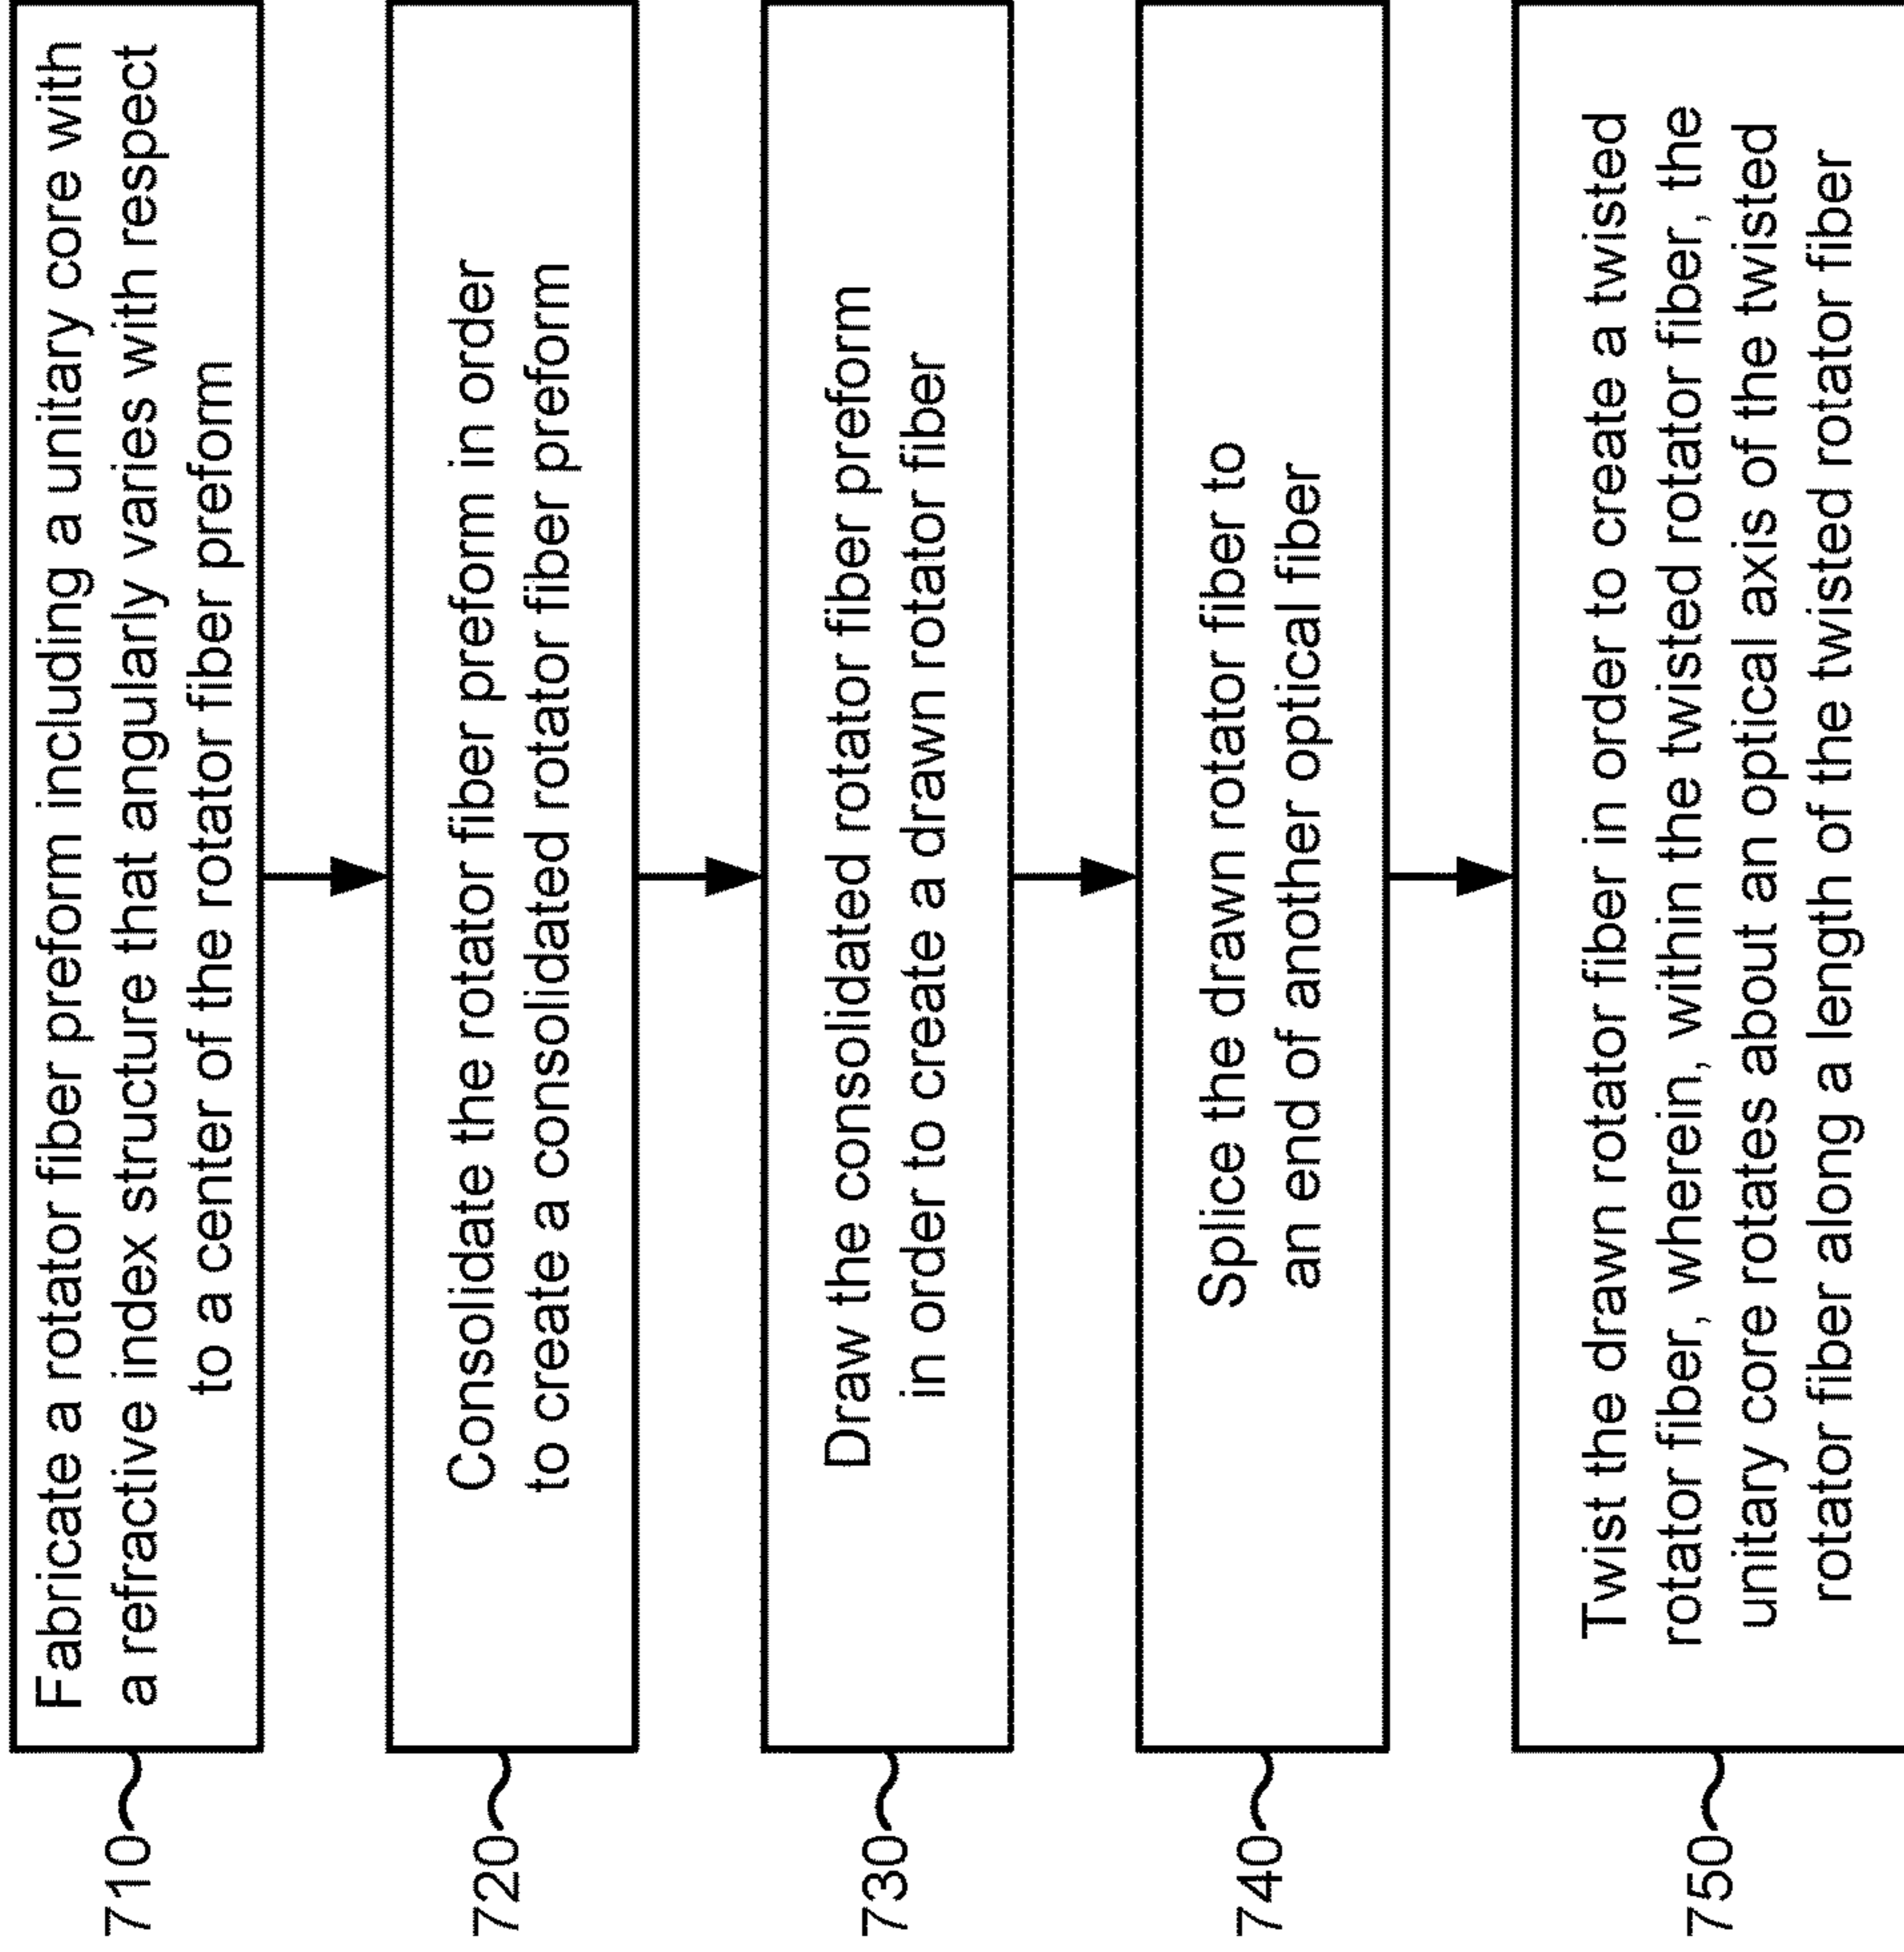 710
Fabricate a rotator fiber preform including a unitary core with
a refractive index structure that angularly varies with respect
to a center of the rotator fiber preform
720
Consolidate the rotator fiber preform in order
to create a consolidated rotator fiber preform
730
Draw the consolidated rotator fiber preform
in order to create a drawn rotator fiber
740
Splice the drawn rotator fiber to
an end of another optical fiber
750
Twist the drawn rotator fiber in order to create a twisted
rotator fiber, wherein, within the twisted rotator fiber, the
unitary core rotates about an optical axis of the twisted
rotator fiber along a length of the twisted rotator fiber